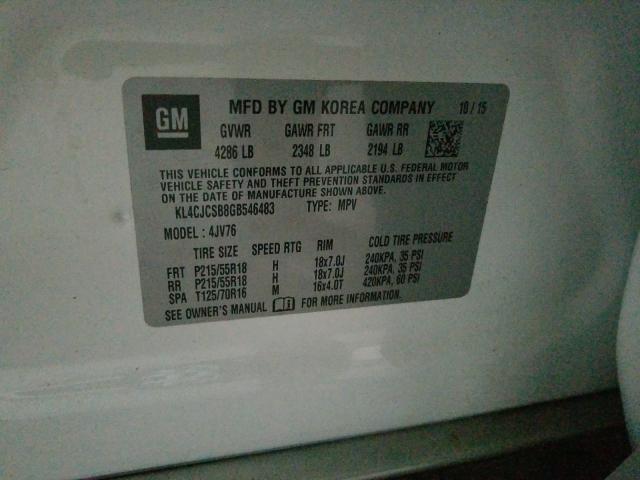 GM
MFD BY GM KOREA COMPANY 10/15
GVWR GAWR FRT GAWR RR
4286 LB 2348 LB 2194 LB
THIS VEHICLE CONFORMS TO ALL APPLICABLE U.S. FEDERAL MOTOR
VEHICLE SAFETY AND THEFT PREVENTION STANDARDS IN EFFECT
ON THE DATE OF MANUFACTURE SHOWN ABOVE.
KL4CJCSB8GB546483 TYPE: MPV
MODEL: 4JV76
TIRE SIZE SPEED RTG RIM COLD TIRE PRESSURE
FRT P215/55R18 H 18x7.0J 240KPA, 35 PSI
RR P215/55R18 H 18x7.0J 240KPA, 35 PSI
SPA T125/70R16 M 16x4.0T 420KPA, 60 PSI
SEE OWNER'S MANUAL FOR MORE INFORMATION.